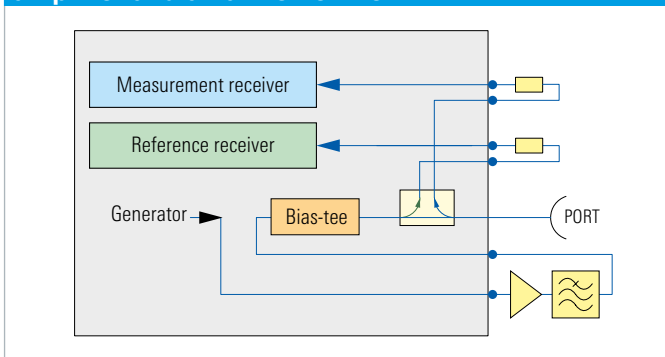 Measurement receiver
Reference receiver
Generator
Bias-tee
PORT